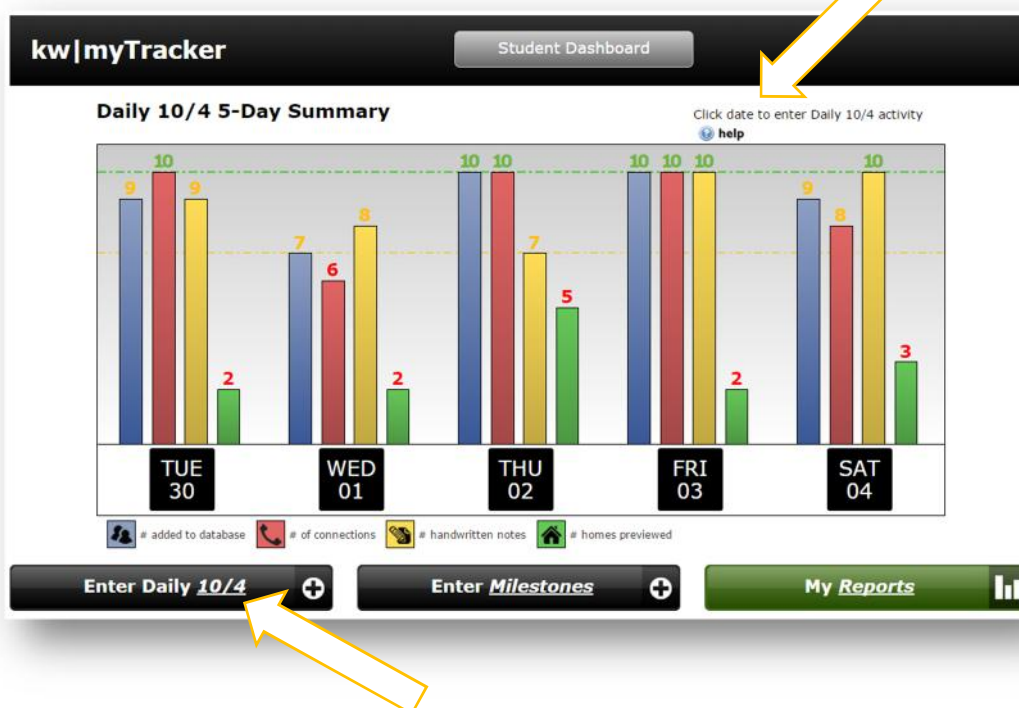 kw|myTracker
Student Dashboard
Daily 10/4 5-Day Summary
Click date to enter Daily 10/4 activity
help
9 10 9 2
7 6 8 2
10 10 7 5
10 10 10 2
9 8 10 3
TUE 30
WED 01
THU 02
FRI 03
SAT 04
# added to database # of connections # handwritten notes # homes previewed
Enter Daily 10/4 Enter Milestones My Reports